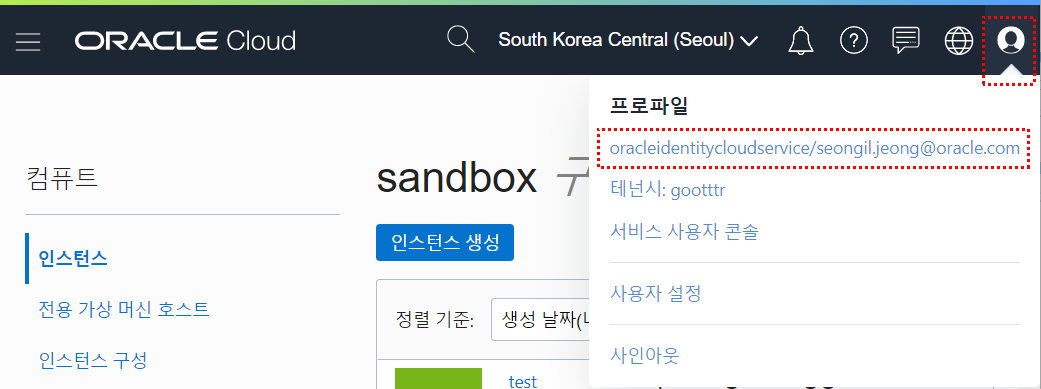 ORACLE Cloud
South Korea Central (Seoul)
프로파일
oracleidentitycloudservice/seongil.jeong@oracle.com
테넌시: gootttr
서비스 사용자 콘솔
사용자 설정
사인아웃
컴퓨트
인스턴스
전용 가상 머신 호스트
인스턴스 구성
sandbox
인스턴스 생성
정렬 기준:
생성 날짜(
test